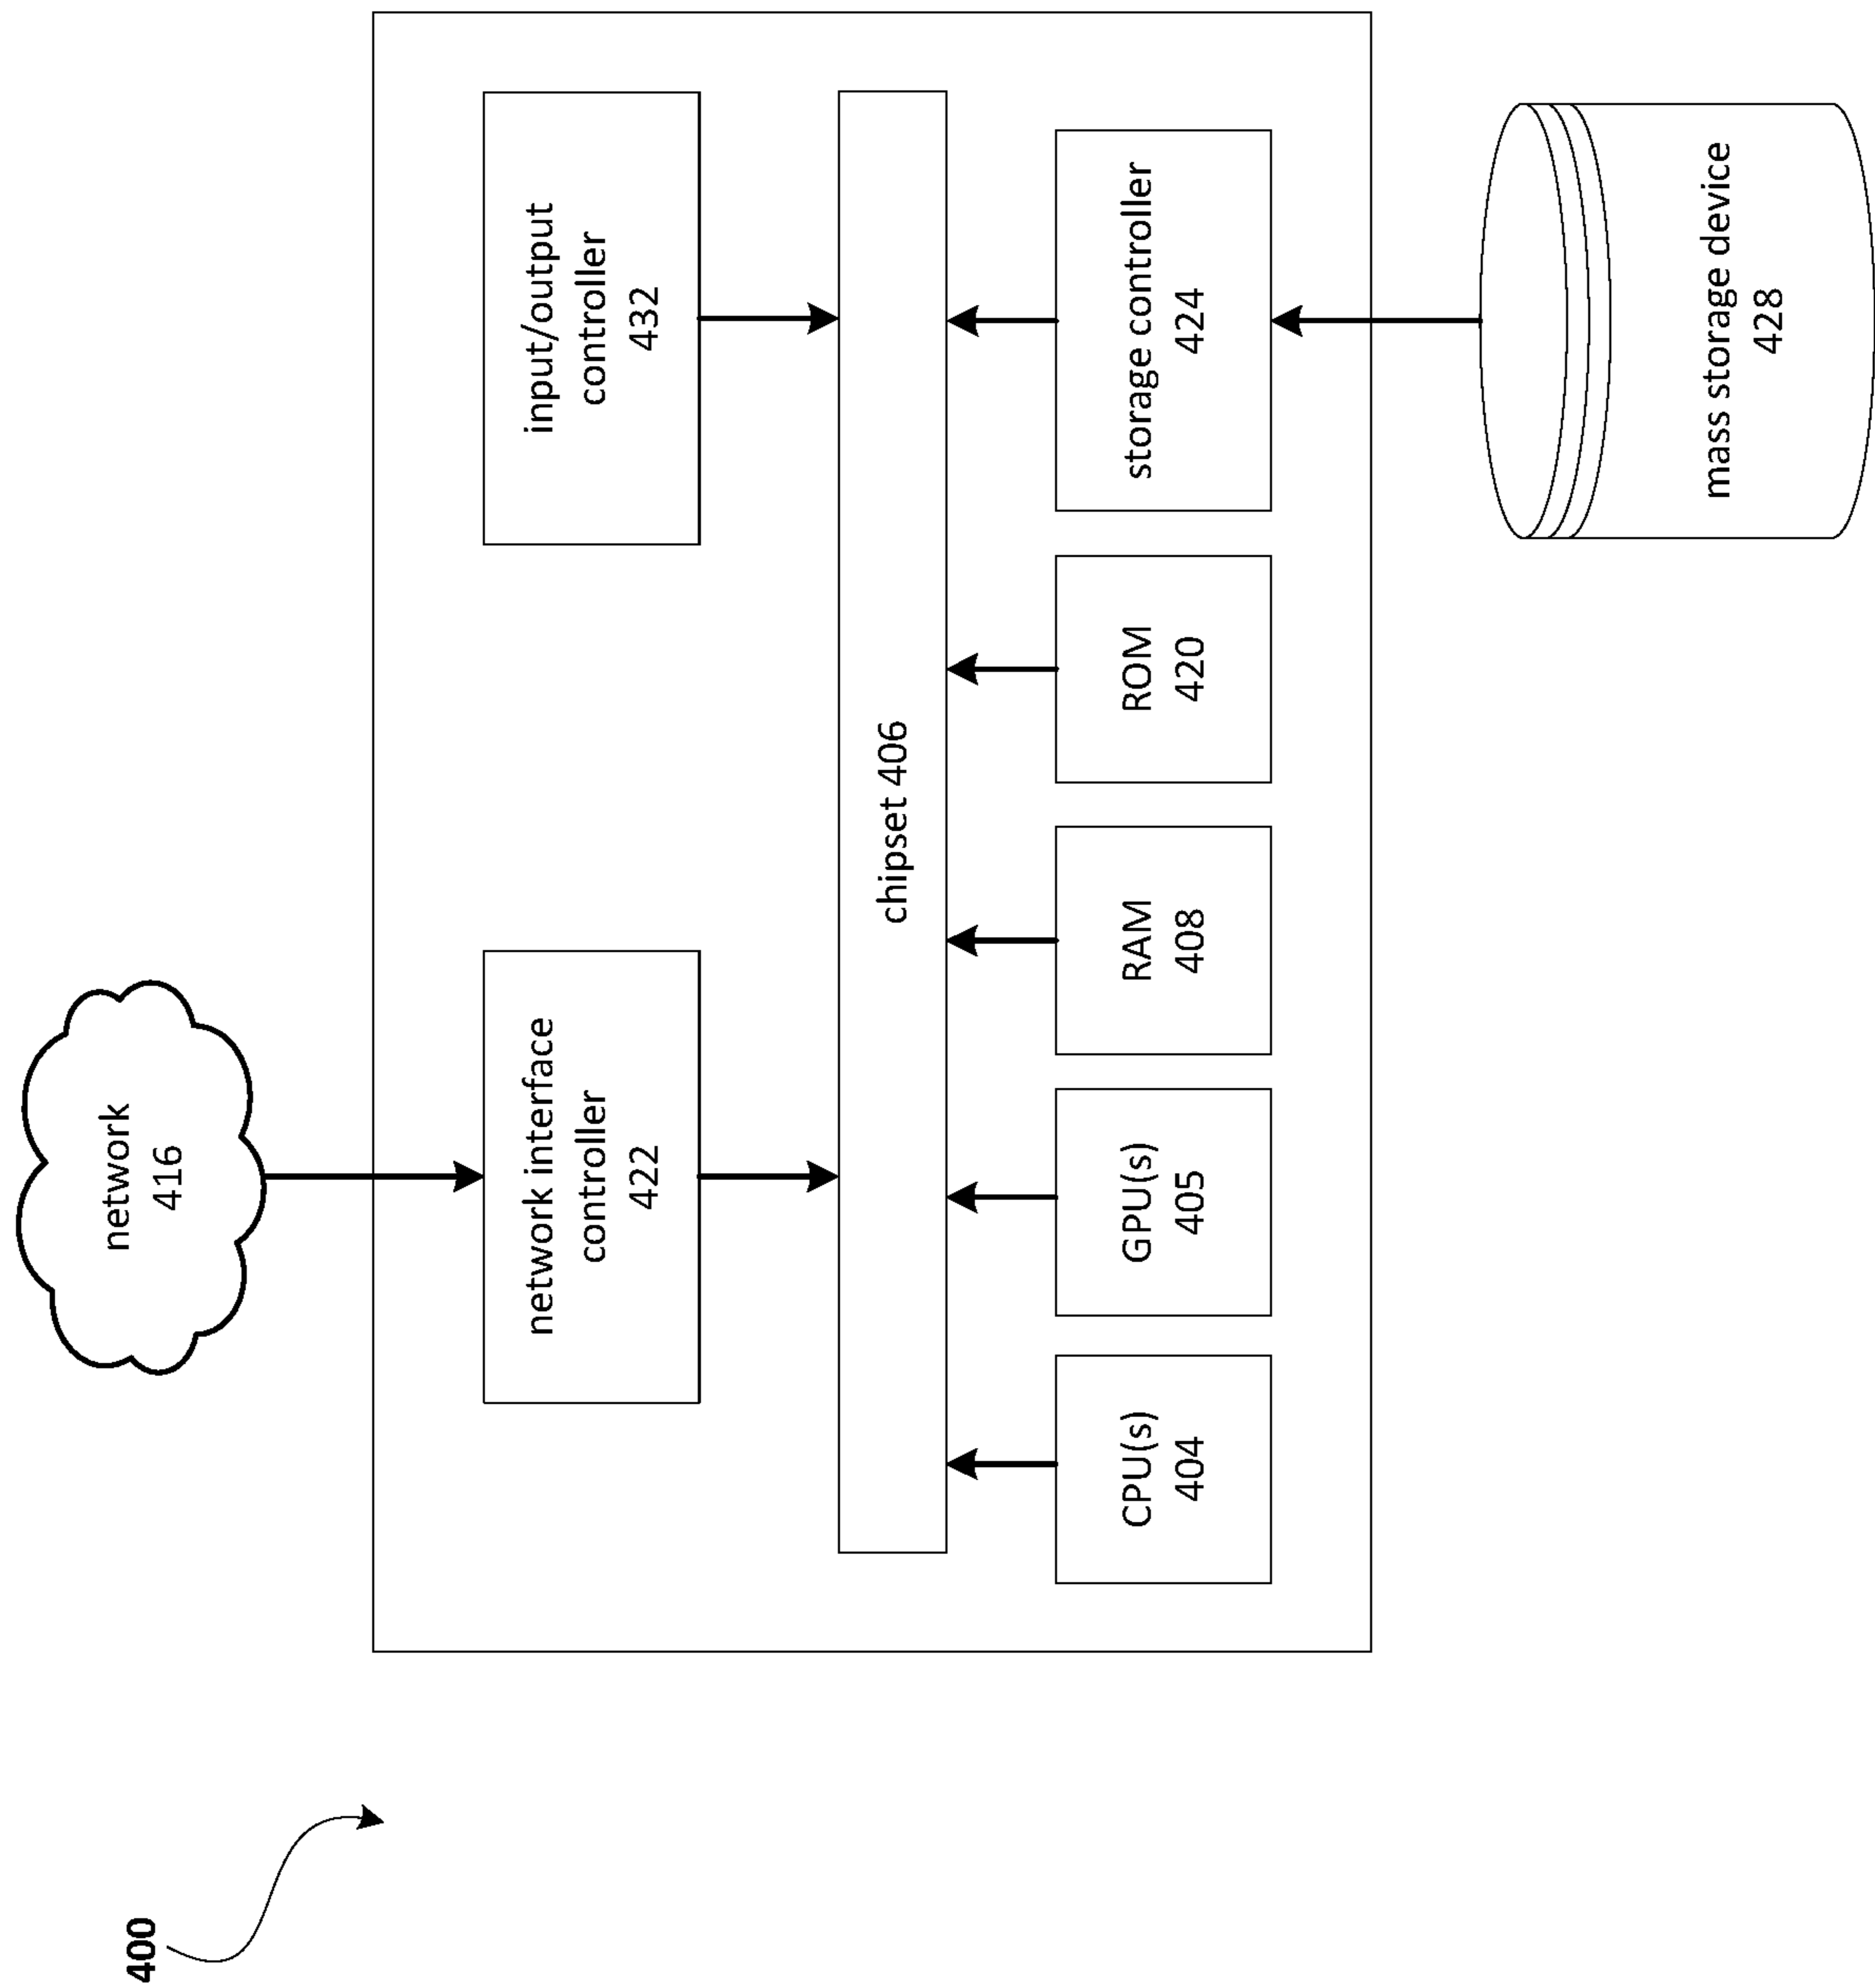 400
network
416
network interface
controller
422
input/output
controller
432
chipset 406
CPU(s)
404
GPU(s)
405
RAM
408
ROM
420
storage controller
424
mass storage device
428